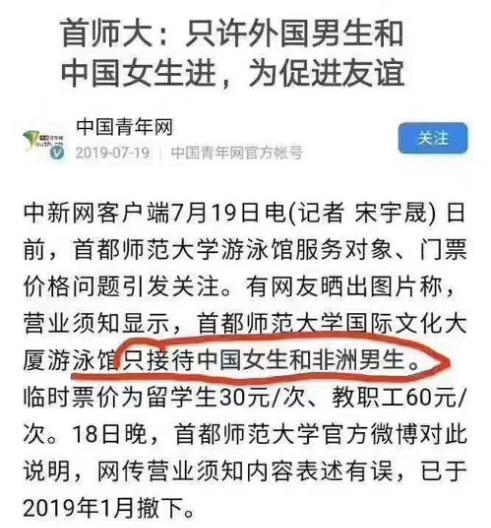 首师大：只许外国男生和
中国女生进，为促进友谊
中国青年网
关注
2019-07-19 中国青年网官方帐号
中新网客户端7月19日电(记者 宋宇晟) 日
前，首都师范大学游泳馆服务对象、门票
价格问题引发关注。有网友晒出图片称，
营业须知显示，首都师范大学国际文化大
厦游泳馆只接待中国女生和非洲男生。
临时票价为留学生30元/次、教职工60元/
次。18日晚，首都师范大学官方微博对此
说明，网传营业须知内容表述有误，已于
2019年1月撤下。